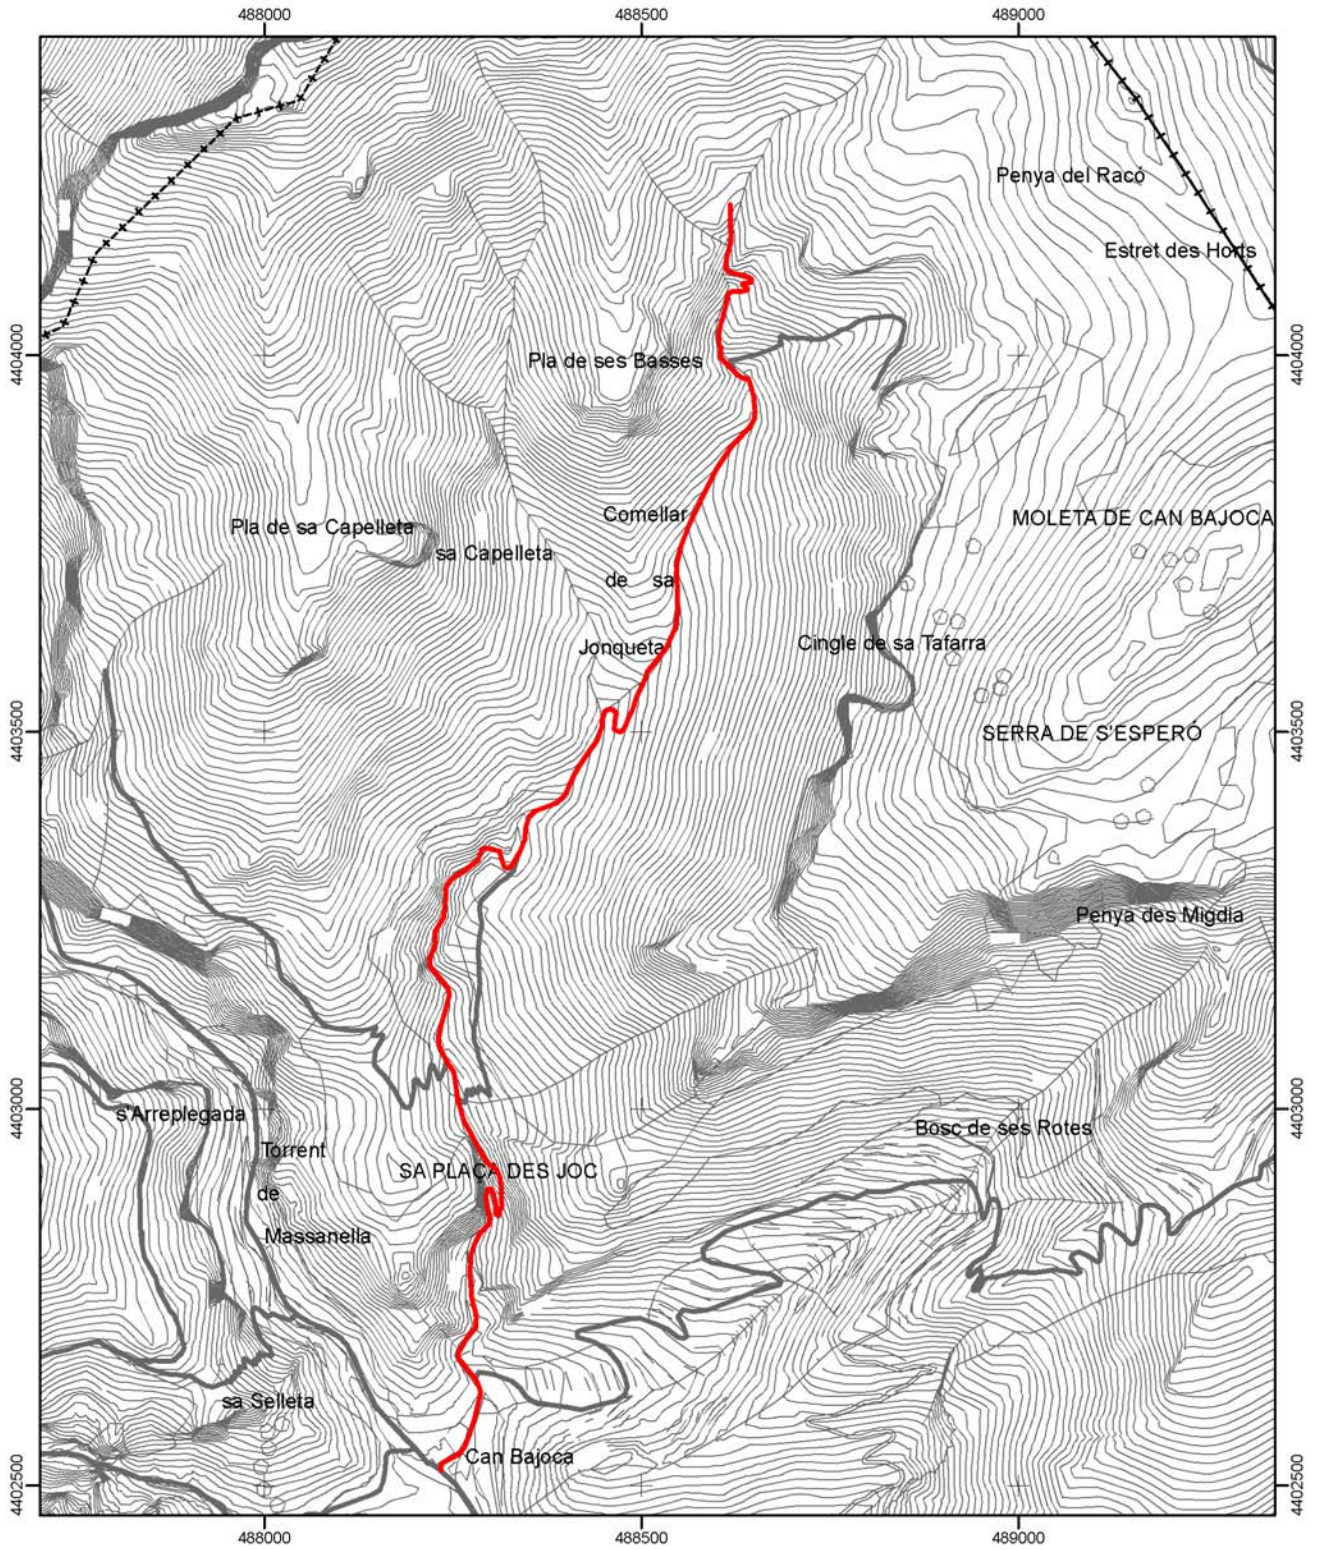 488000 488500 489000
Penya del Racó
Estret des Horts
4404000 4404000
Pla de ses Basses
Comellar
MOLETA DE CAN BAJOCA
Pla de sa Capelleta
sa Capelleta
de sa
Cingle de sa Tafarra
Jonqueta
4403500 4403500
SERRA DE S'ESPERÓ
Penya des Migdia
4403000 4403000
s'Arreplegada
Bosc de ses Rotes
Torrent
SA PLAÇA DES JOC
de
Massanella
sa Selleta
Can Bajoca
4402500 4402500
488000 488500 489000